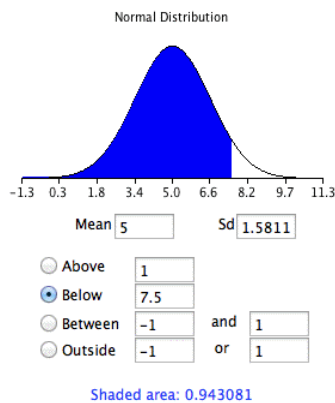 Normal Distribution
-1.3 0.3 1.8 3.4 5.0 6.6 8.2 9.7 11.3
Mean 5 Sd 1.5811
Above 1
Below 7.5
Between -1 and 1
Outside -1 or 1
Shaded area: 0.943081